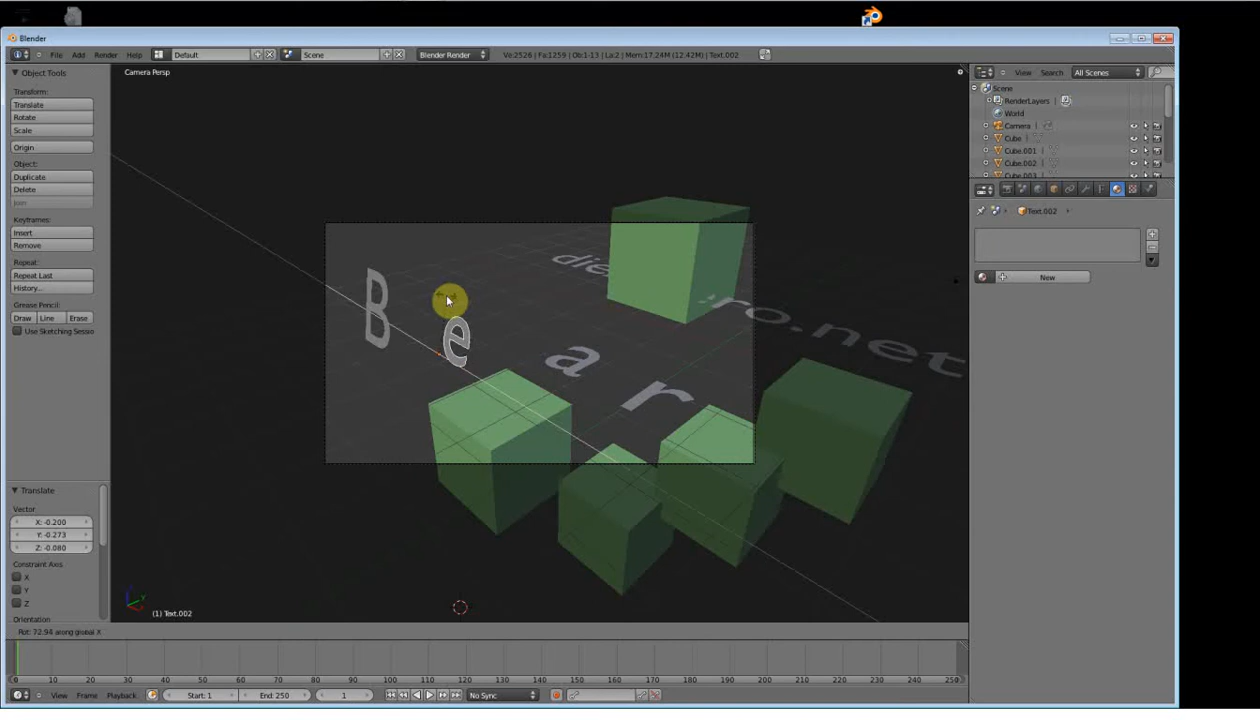 Blender
File Add Render Help Default Scene Blender Render Ve:2526 | Fa:1259 | Ob:1-13 | La:2 | Mem:17.24M (12.42M) | Text.002
Object Tools
Camera Persp
View Search All Scenes
Transform:
Translate
Rotate
Scale
Origin
Object:
Duplicate
Delete
Join
Keyframes:
Insert
Remove
Repeat:
Repeat Last
History...
Grease Pencil:
Draw Line Erase
Use Sketching Sessio
Scene
RenderLayers
World
Camera
Cube
Cube.001
Cube.002
Cube.003
Text.002
New
B
e
a
r
ro.net
Translate
Vector
X: -0.200
Y: -0.273
Z: -0.080
Constraint Axis
X
Y
Z
Orientation
(1) Text.002
Rot: 72.94 along global X
0 10 20 30 40 50 60 70 80 90 100 110 120 130 140 150 160 170 180 190 200 210 220 230 240 250
View Frame Playback Start: 1 End: 250 1 No Sync